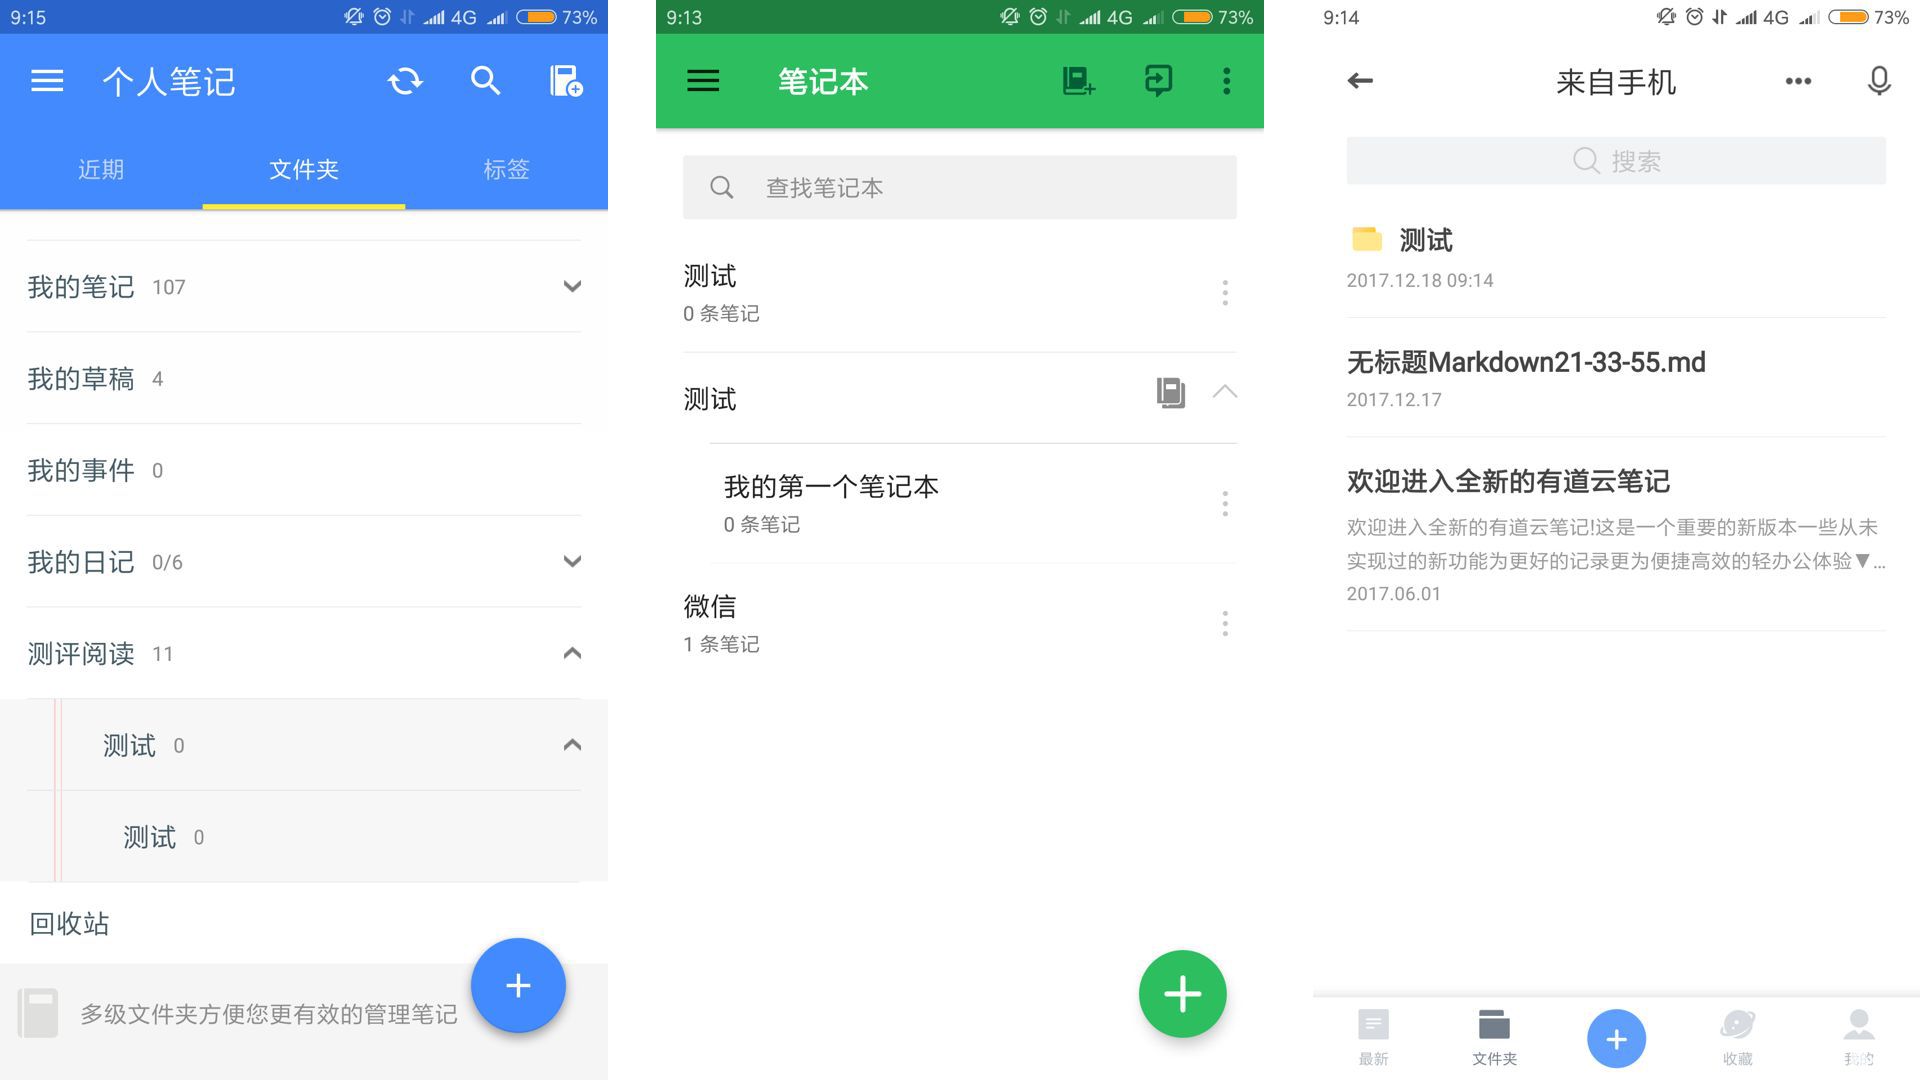 9:15
4G
73%
个人笔记
近期
文件夹
标签
我的笔记 107
我的草稿 4
我的事件 0
我的日记 0/6
测评阅读 11
测试 0
测试 0
回收站
多级文件夹方便您更有效的管理笔记
9:13
4G
73%
笔记本
查找笔记本
测试
0 条笔记
测试
我的第一个笔记本
0 条笔记
微信
1 条笔记
9:14
4G
73%
来自手机
搜索
测试
2017.12.18 09:14
无标题Markdown21-33-55.md
2017.12.17
欢迎进入全新的有道云笔记
欢迎进入全新的有道云笔记!这是一个重要的新版本一些从未
实现过的新功能为更好的记录更为便捷高效的轻办公体验▼...
2017.06.01
最新
文件夹
收藏
我的